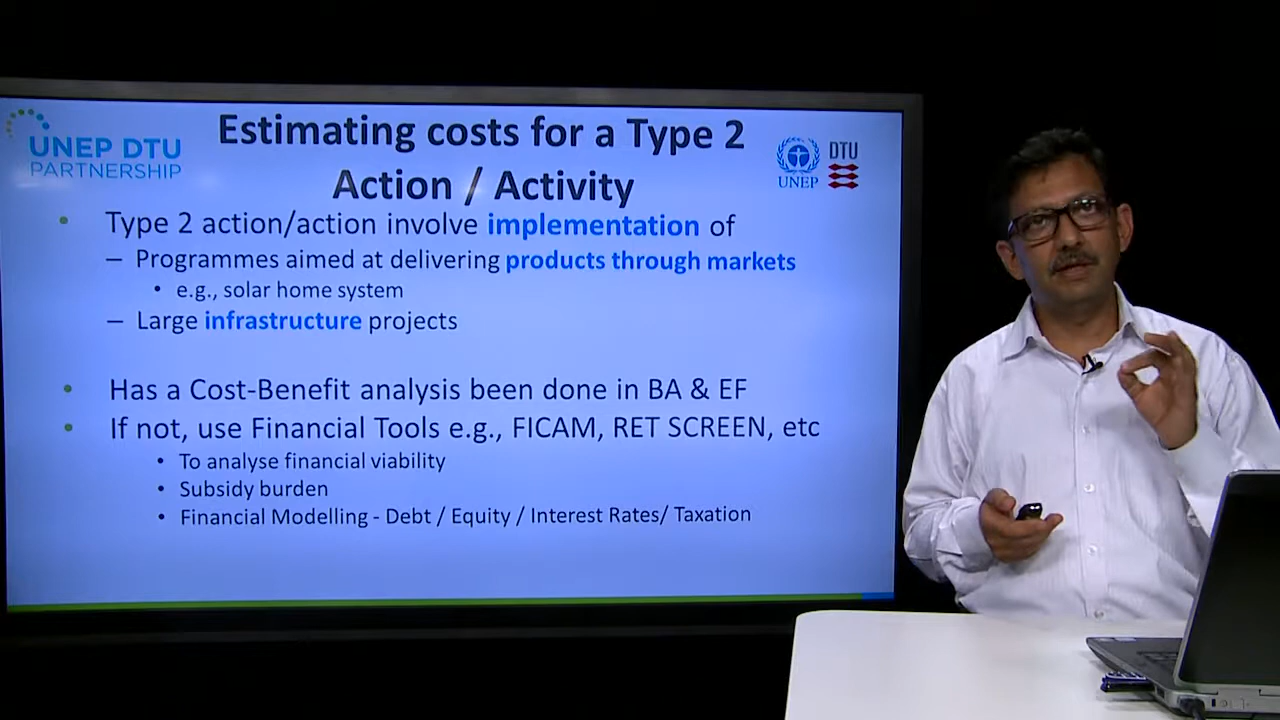 UNEP DTU
PARTNERSHIP
Estimating costs for a Type 2
Action / Activity
UNEP
DTU
• Type 2 action/action involve implementation of
– Programmes aimed at delivering products through markets
• e.g., solar home system
– Large infrastructure projects
• Has a Cost-Benefit analysis been done in BA & EF
• If not, use Financial Tools e.g., FICAM, RET SCREEN, etc
• To analyse financial viability
• Subsidy burden
• Financial Modelling - Debt / Equity / Interest Rates/ Taxation